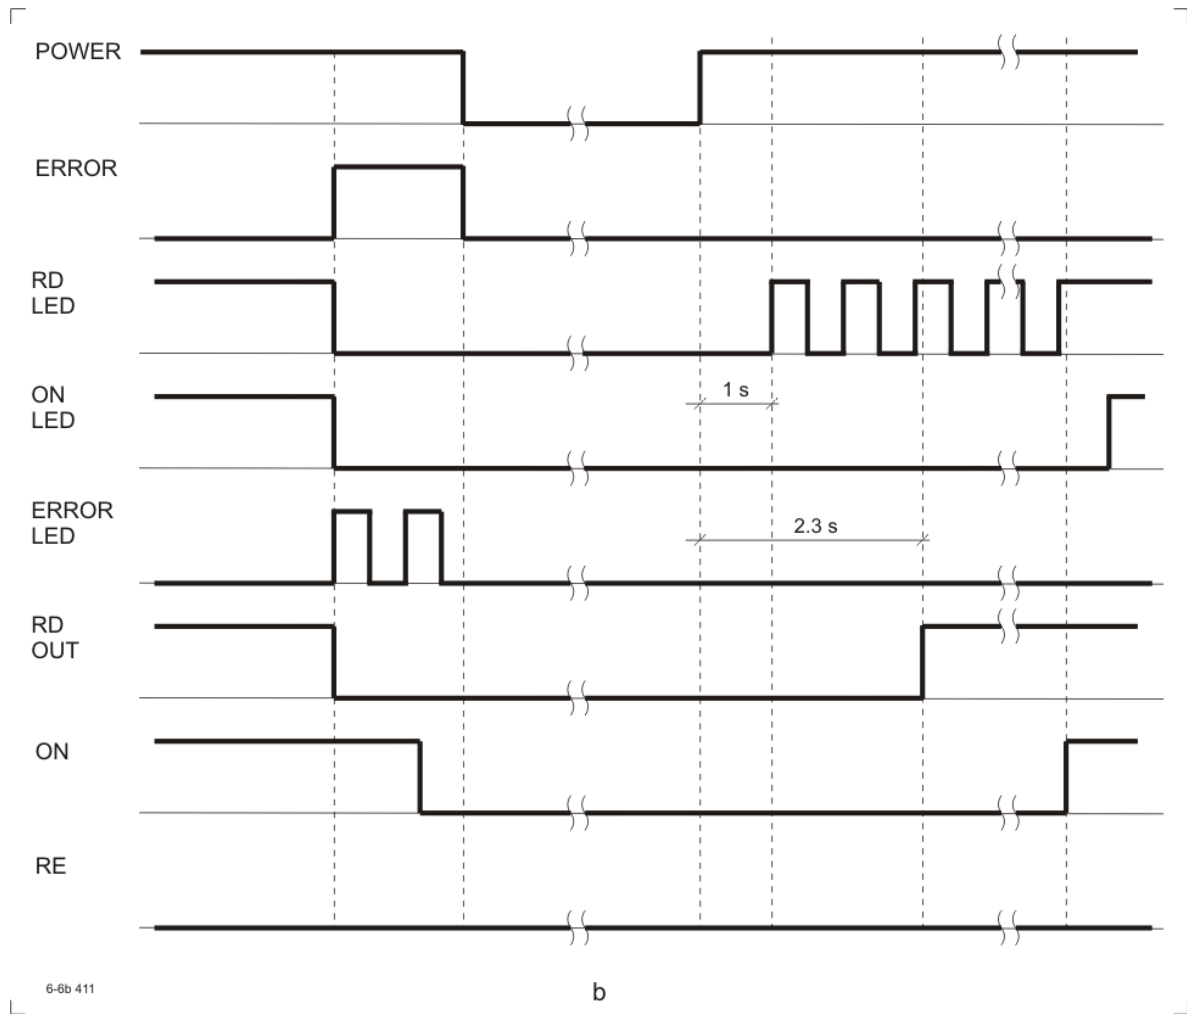 POWER
ERROR
RD
LED
ON
LED
1 s
ERROR
LED
2.3 s
RD
OUT
ON
RE
6-6b 411
b